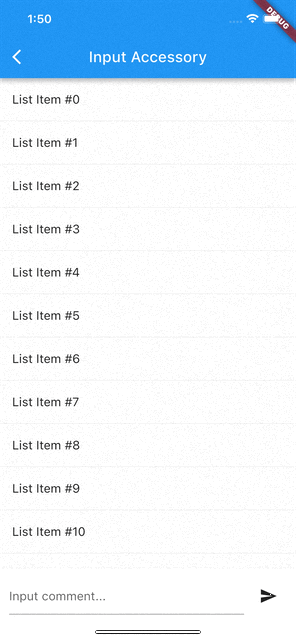 1:50
DEBUG
Input Accessory
List Item #0
List Item #1
List Item #2
List Item #3
List Item #4
List Item #5
List Item #6
List Item #7
List Item #8
List Item #9
List Item #10
Input comment...